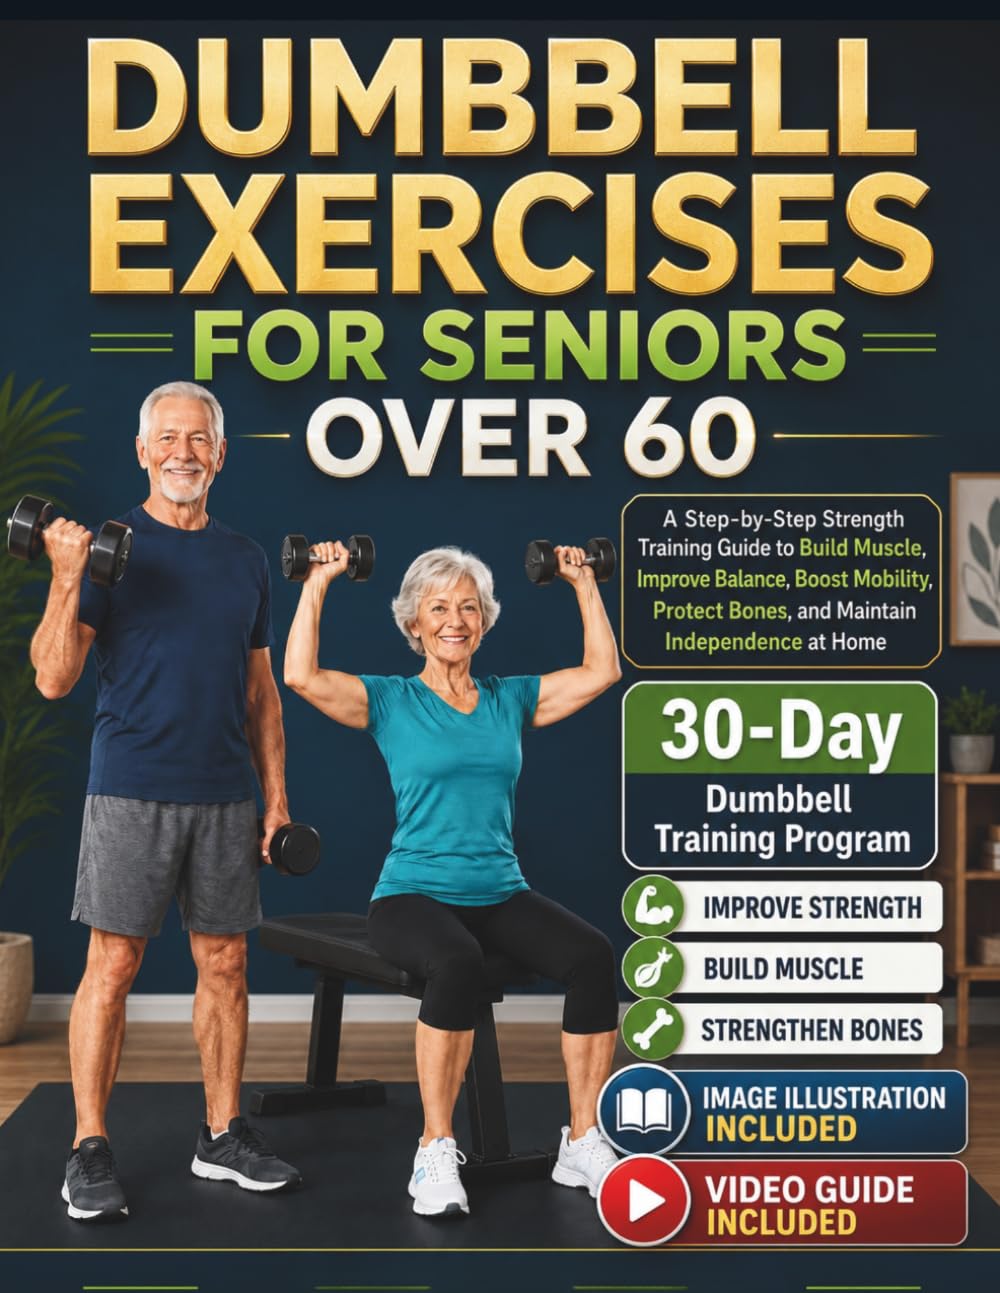 DUMBBELL
EXERCISES
FOR SENIORS
OVER 60
A Step-by-Step Strength
Training Guide to Build Muscle,
Improve Balance, Boost Mobility,
Protect Bones, and Maintain
Independence at Home
30-Day
Dumbbell
Training Program
IMPROVE STRENGTH
BUILD MUSCLE
STRENGTHEN BONES
IMAGE ILLUSTRATION
INCLUDED
VIDEO GUIDE
INCLUDED